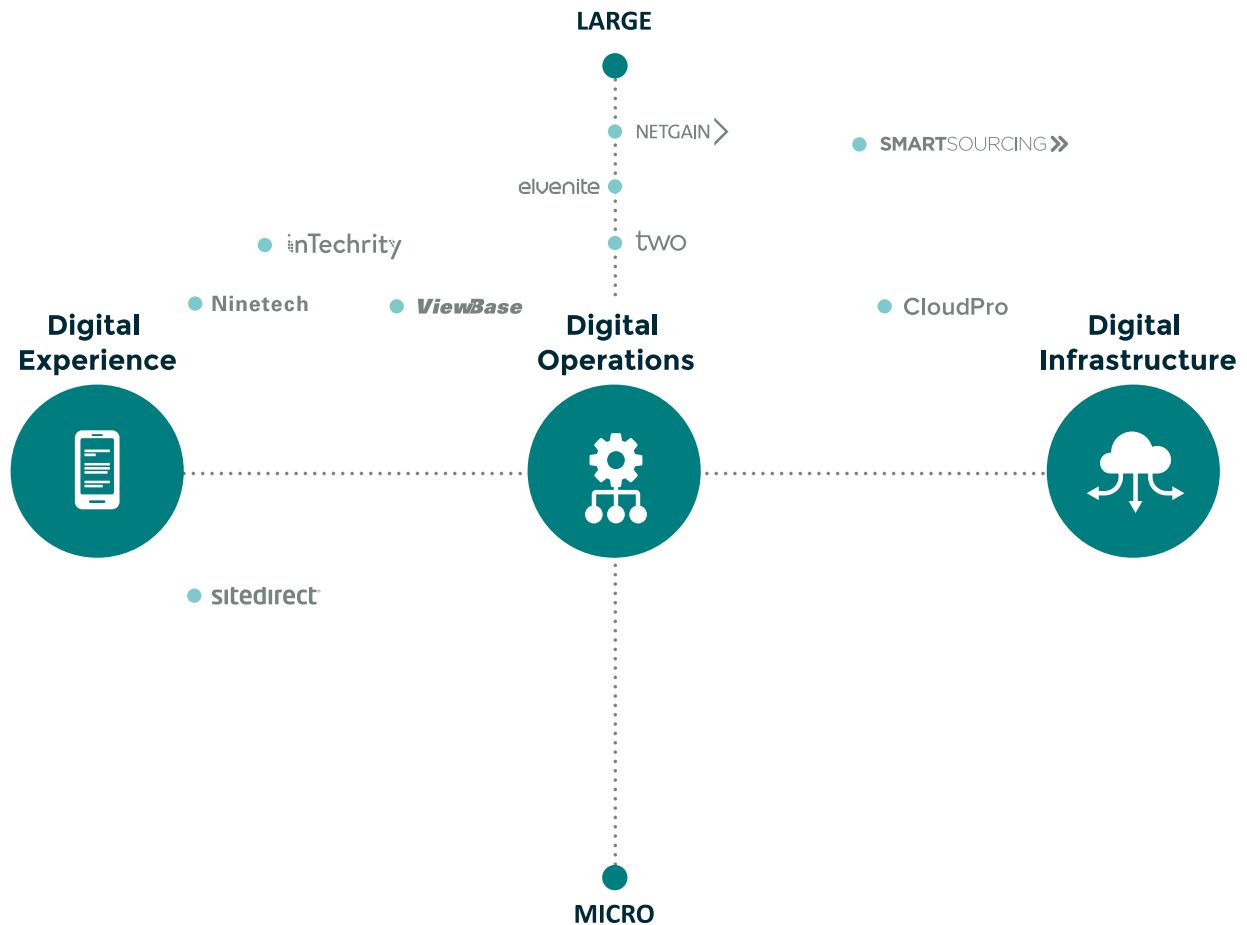 LARGE
NETGAIN
SMARTSOURCING
elvenite
inTechrity
two
Ninetech
ViewBase
CloudPro
Digital
Experience
Digital
Operations
Digital
Infrastructure
sitedirect
MICRO